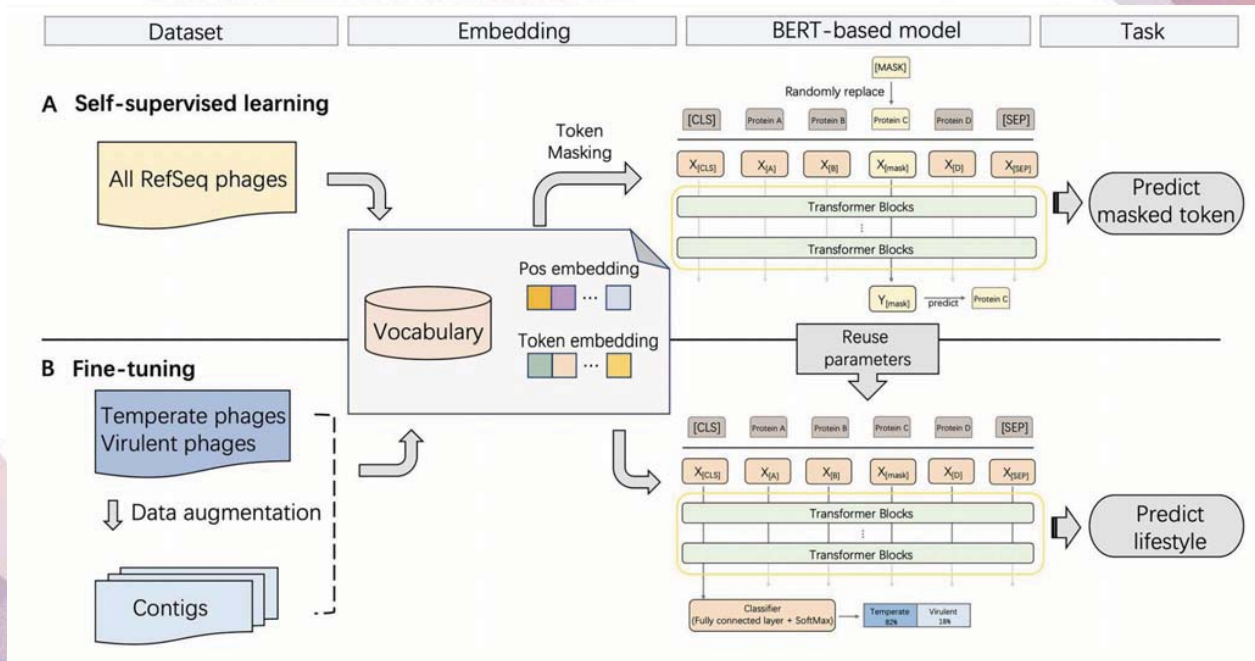 Dataset
Embedding
BERT-based model
Task
A Self-supervised learning
All RefSeq phages
Token
Masking
[MASK]
Randomly replace
[CLS] Protein A Protein B Protein C Protein D [SEP]
X[CLS] X[A] X[B] X[mask] X[D] X[SEP]
Transformer Blocks
⋮
Transformer Blocks
Y[mask] predict Protein C
Predict
masked token
Vocabulary
Pos embedding
...
Token embedding
...
Reuse
parameters
B Fine-tuning
Temperate phages
Virulent phages
Data augmentation
Contigs
[CLS] Protein A Protein B Protein C Protein D [SEP]
X[CLS] X[A] X[B] X[mask] X[D] X[SEP]
Transformer Blocks
⋮
Transformer Blocks
Classifier
(Fully connected layer + SoftMax)
Temperate Virulent
82% 18%
Predict
lifestyle